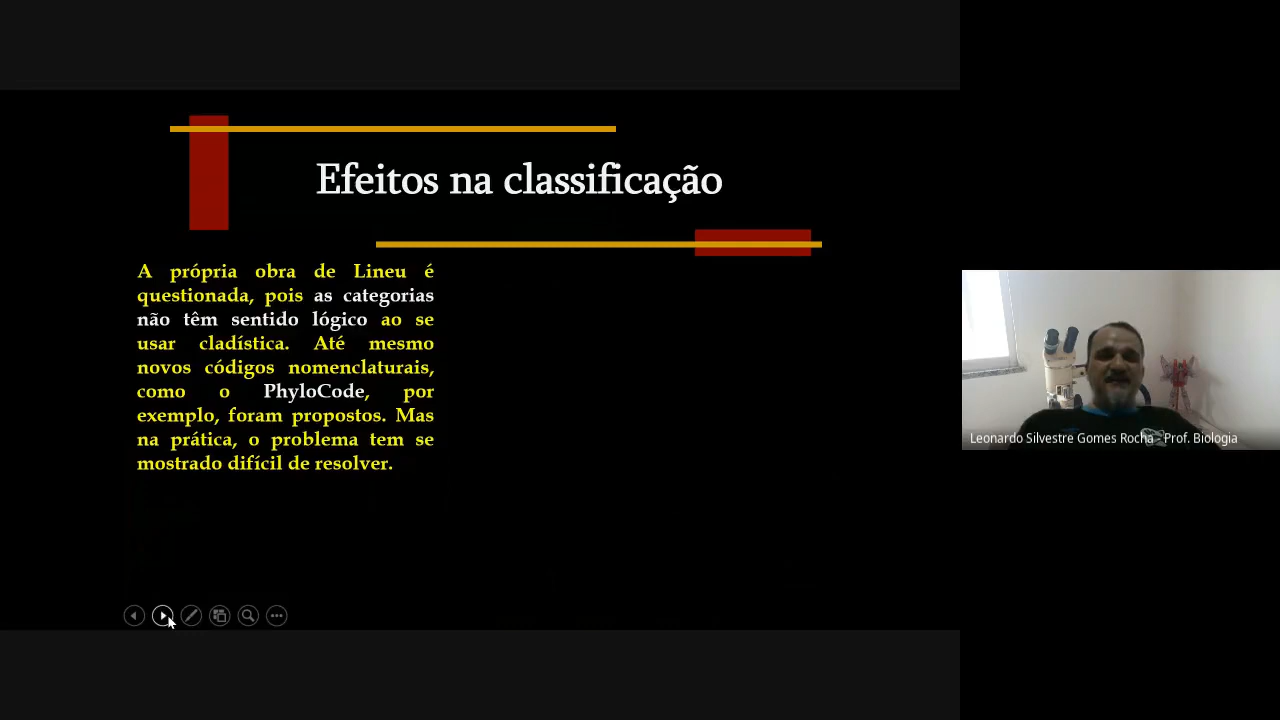 Efeitos na classificação
A própria obra de Lineu é
questionada, pois as categorias
não têm sentido lógico ao se
usar cladística. Até mesmo
novos códigos nomenclaturais,
como o PhyloCode, por
exemplo, foram propostos. Mas
na prática, o problema tem se
mostrado difícil de resolver.
Leonardo Silvestre Gomes Rocha - Prof. Biologia